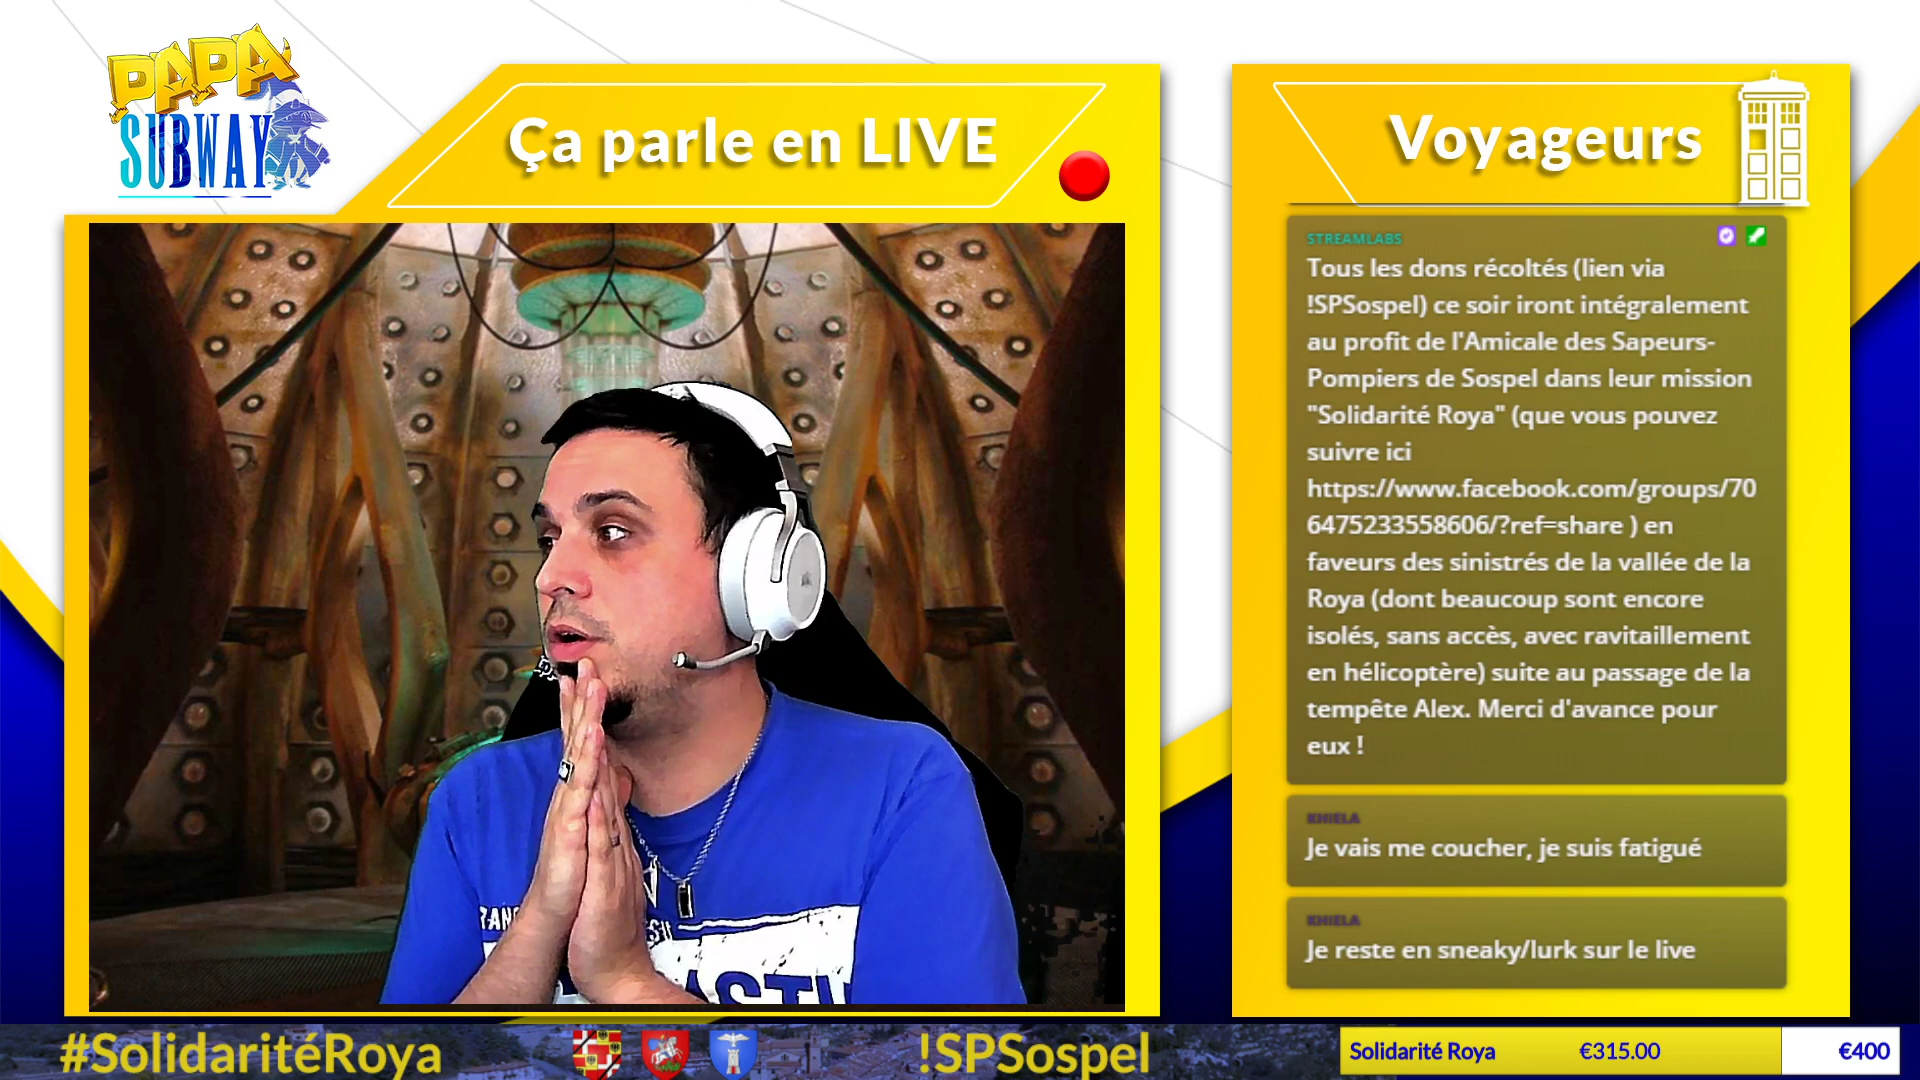 PAPA
SUBWAY
Ça parle en LIVE
Voyageurs
STREAMLABS
Tous les dons récoltés (lien via
!SPSospel) ce soir iront intégralement
au profit de l'Amicale des Sapeurs-
Pompiers de Sospel dans leur mission
"Solidarité Roya" (que vous pouvez
suivre ici
https://www.facebook.com/groups/70
6475233558606/?ref=share ) en
faveurs des sinistrés de la vallée de la
Roya (dont beaucoup sont encore
isolés, sans accès, avec ravitaillement
en hélicoptère) suite au passage de la
tempête Alex. Merci d'avance pour
eux !
KHIELA
Je vais me coucher, je suis fatigué
KHIELA
Je reste en sneaky/lurk sur le live
#SolidaritéRoya
!SPSospel
Solidarité Roya €315.00 €400